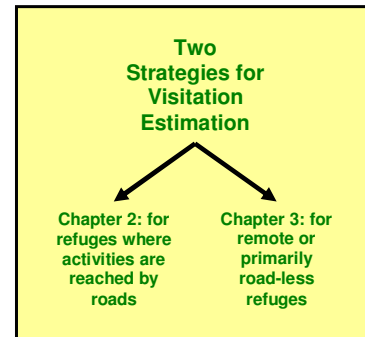 Two
Strategies for
Visitation
Estimation
Chapter 2: for
refuges where
activities are
reached by
roads
Chapter 3: for
remote or
primarily
road-less
refuges